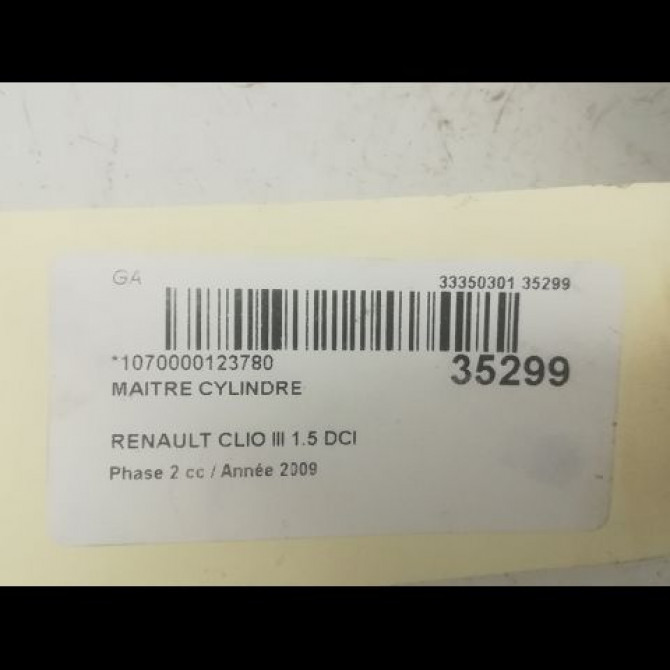 GA 33350301 35299
*1070000123780 35299
MAITRE CYLINDRE
RENAULT CLIO III 1.5 DCI
Phase 2 cc / Année 2009